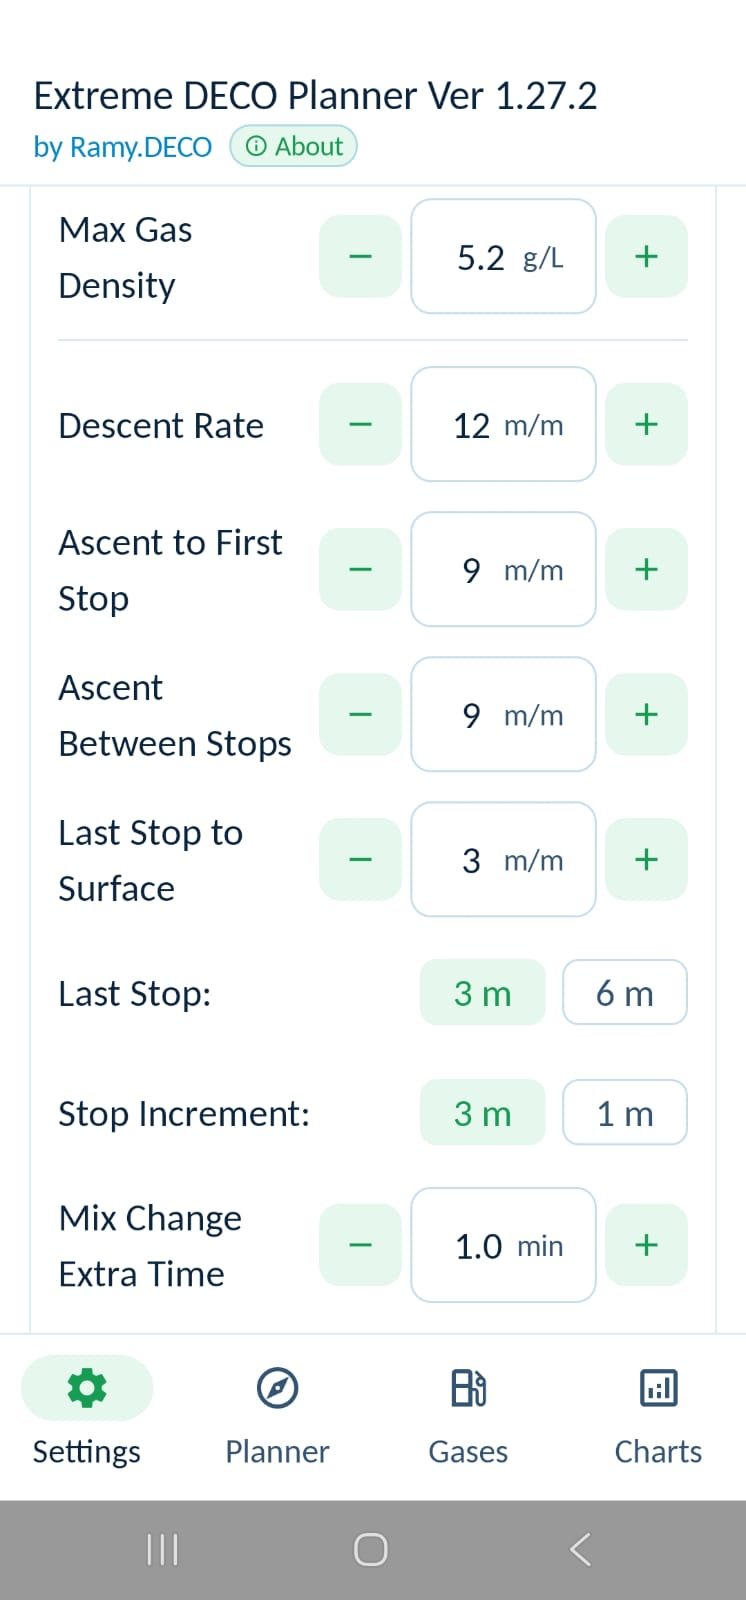 Extreme DECO Planner Ver 1.27.2
by Ramy.DECO About
Max Gas
Density
− 5.2 g/L +
Descent Rate − 12 m/m +
Ascent to First
Stop
− 9 m/m +
Ascent
Between Stops
− 9 m/m +
Last Stop to
Surface
− 3 m/m +
Last Stop: 3 m 6 m
Stop Increment: 3 m 1 m
Mix Change
Extra Time
− 1.0 min +
Settings Planner Gases Charts